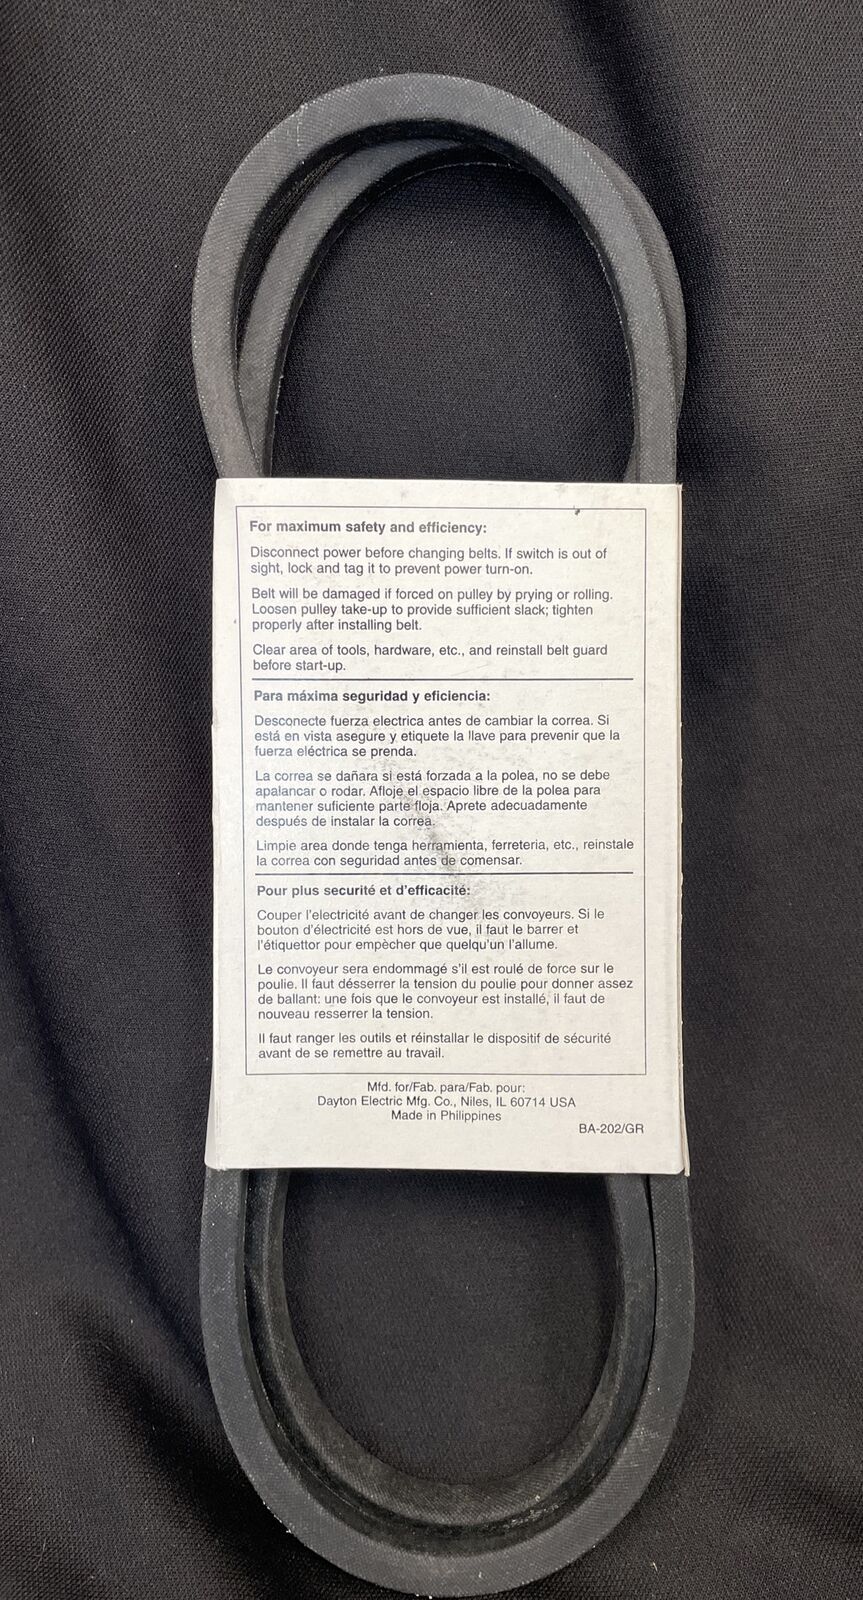 For maximum safety and efficiency:
Disconnect power before changing belts. If switch is out of
sight, lock and tag it to prevent power turn-on.
Belt will be damaged if forced on pulley by prying or rolling.
Loosen pulley take-up to provide sufficient slack; tighten
properly after installing belt.
Clear area of tools, hardware, etc., and reinstall belt guard
before start-up.
Para máxima seguridad y eficiencia:
Desconecte fuerza electrica antes de cambiar la correa. Si
está en vista asegure y etiquete la llave para prevenir que la
fuerza eléctrica se prenda.
La correa se dañara si está forzada a la polea, no se debe
apalancar o rodar. Afloje el espacio libre de la polea para
mantener suficiente parte floja. Aprete adecuadamente
después de instalar la correa.
Limpie area donde tenga herramienta, ferreteria, etc., reinstale
la correa con seguridad antes de comensar.
Pour plus securité et d'efficacité:
Couper l'electricité avant de changer les convoyeurs. Si le
bouton d'électricité est hors de vue, il faut le barrer et
l'étiquettor pour empècher que quelqu'un l'allume.
Le convoyeur sera endommagé s'il est roulé de force sur le
poulie. Il faut désserrer la tension du poulie pour donner assez
de ballant: une fois que le convoyeur est installé, il faut de
nouveau resserrer la tension.
Il faut ranger les outils et réinstallar le dispositif de sécurité
avant de se remettre au travail.
Mfd. for/Fab. para/Fab. pour:
Dayton Electric Mfg. Co., Niles, IL 60714 USA
Made in Philippines
BA-202/GR